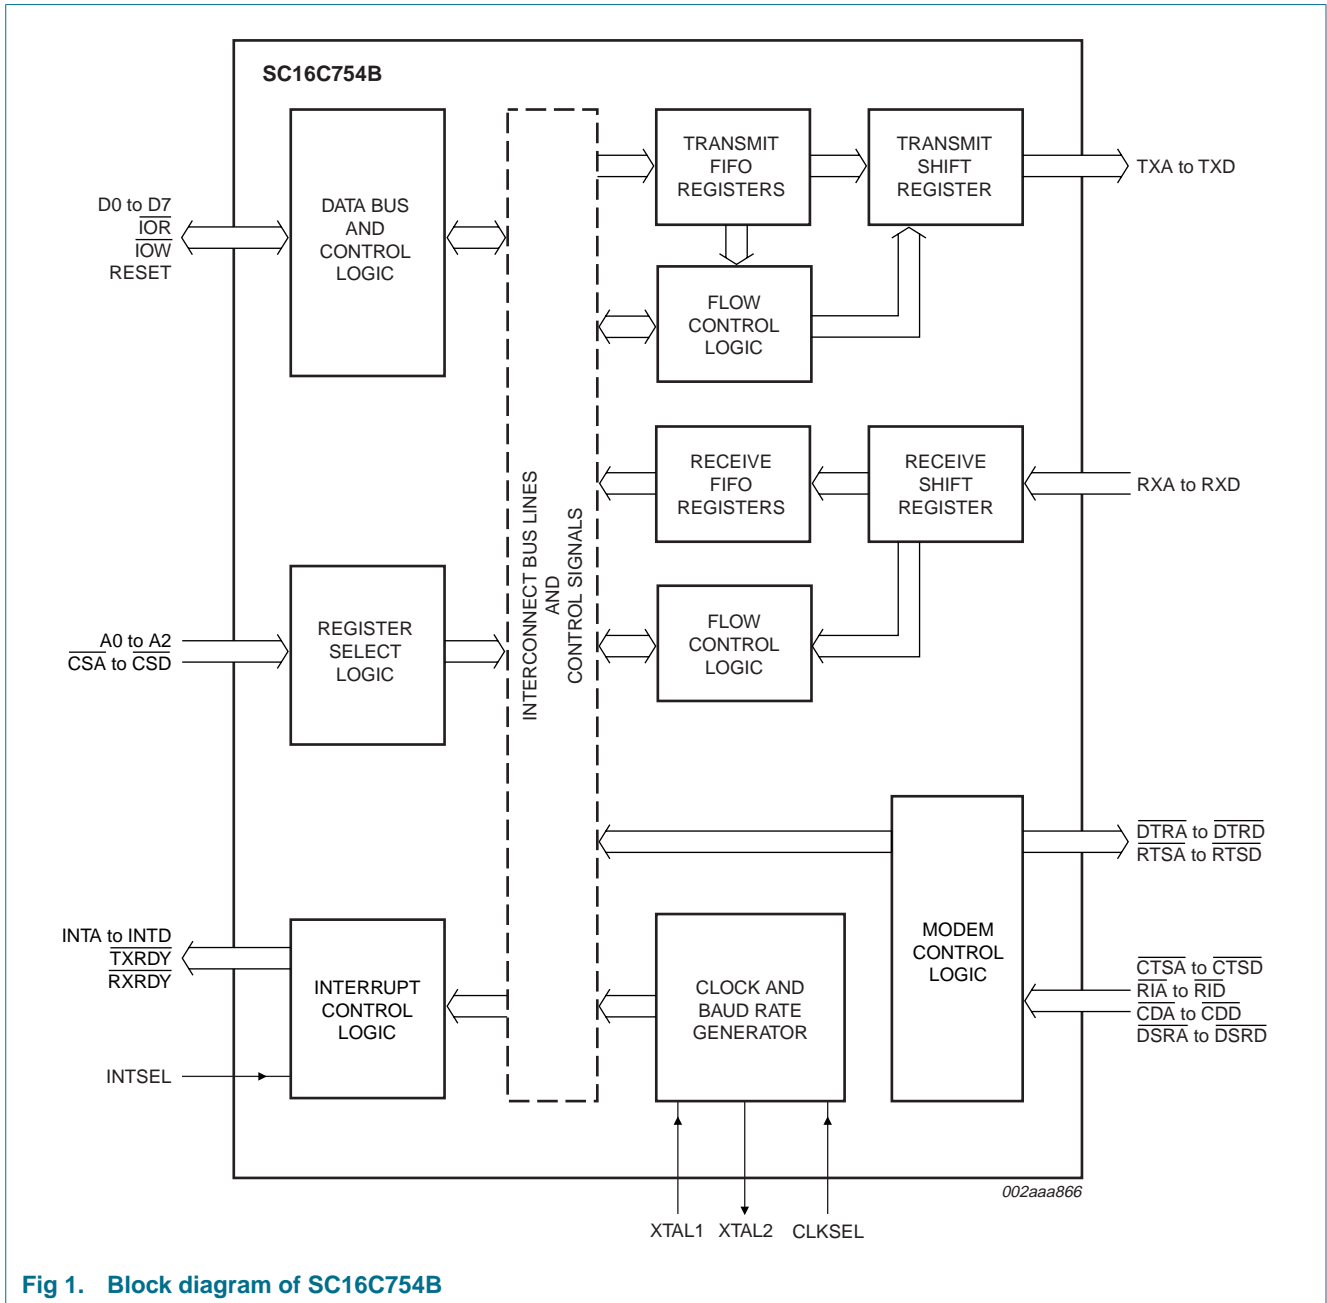 SC16C754B
D0 to D7
IOR
IOW
RESET
DATA BUS
AND
CONTROL
LOGIC
TRANSMIT
FIFO
REGISTERS
TRANSMIT
SHIFT
REGISTER
TXA to TXD
FLOW
CONTROL
LOGIC
INTERCONNECT BUS LINES
AND
CONTROL SIGNALS
RECEIVE
FIFO
REGISTERS
RECEIVE
SHIFT
REGISTER
RXA to RXD
A0 to A2
CSA to CSD
REGISTER
SELECT
LOGIC
FLOW
CONTROL
LOGIC
DTRA to DTRD
RTSA to RTSD
MODEM
CONTROL
LOGIC
CTSA to CTSD
RIA to RID
CDA to CDD
DSRA to DSRD
INTA to INTD
TXRDY
RXRDY
INTSEL
INTERRUPT
CONTROL
LOGIC
CLOCK AND
BAUD RATE
GENERATOR
XTAL1 XTAL2 CLKSEL
002aaa866
Fig 1. Block diagram of SC16C754B